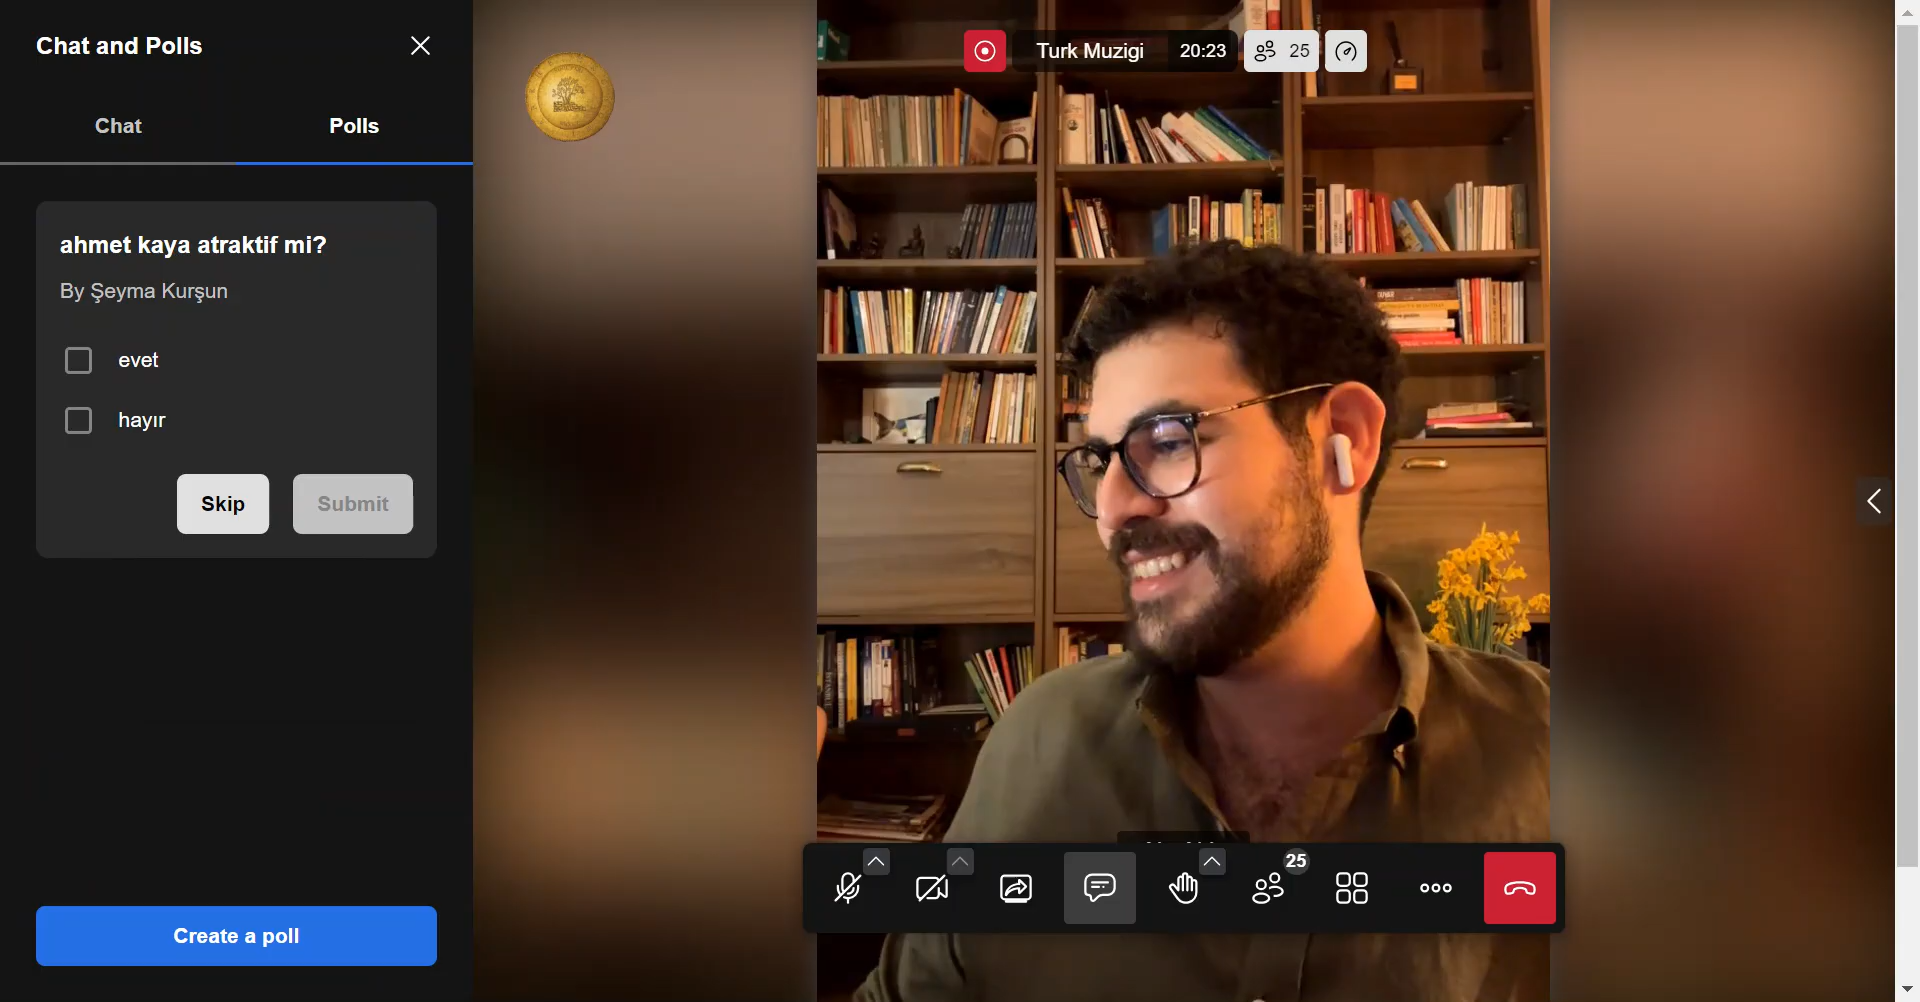 Chat and Polls
Chat
Polls
ahmet kaya atraktif mi?
By Şeyma Kurşun
evet
hayır
Skip
Submit
Create a poll
Turk Muzigi
20:23
25
25